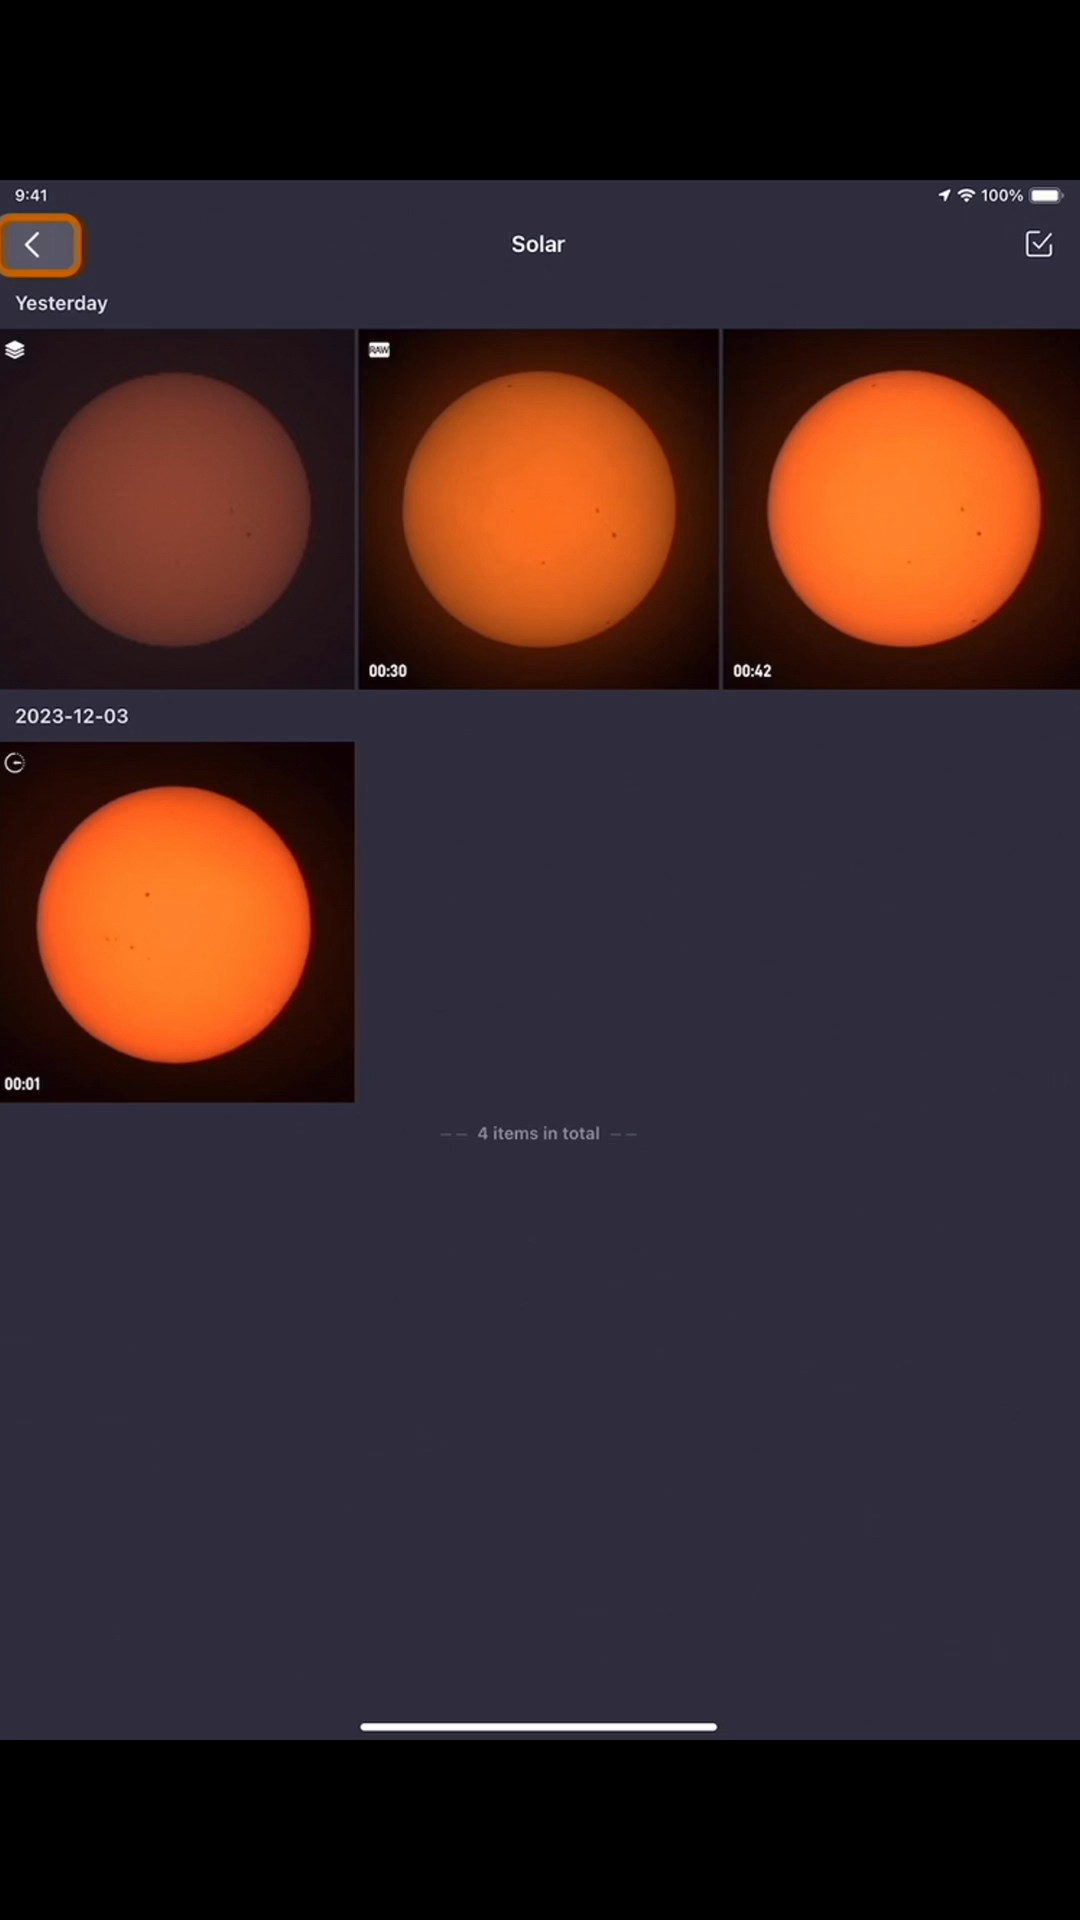 9:41
100%
Solar
Yesterday
RAW
00:30
00:42
2023-12-03
00:01
4 items in total